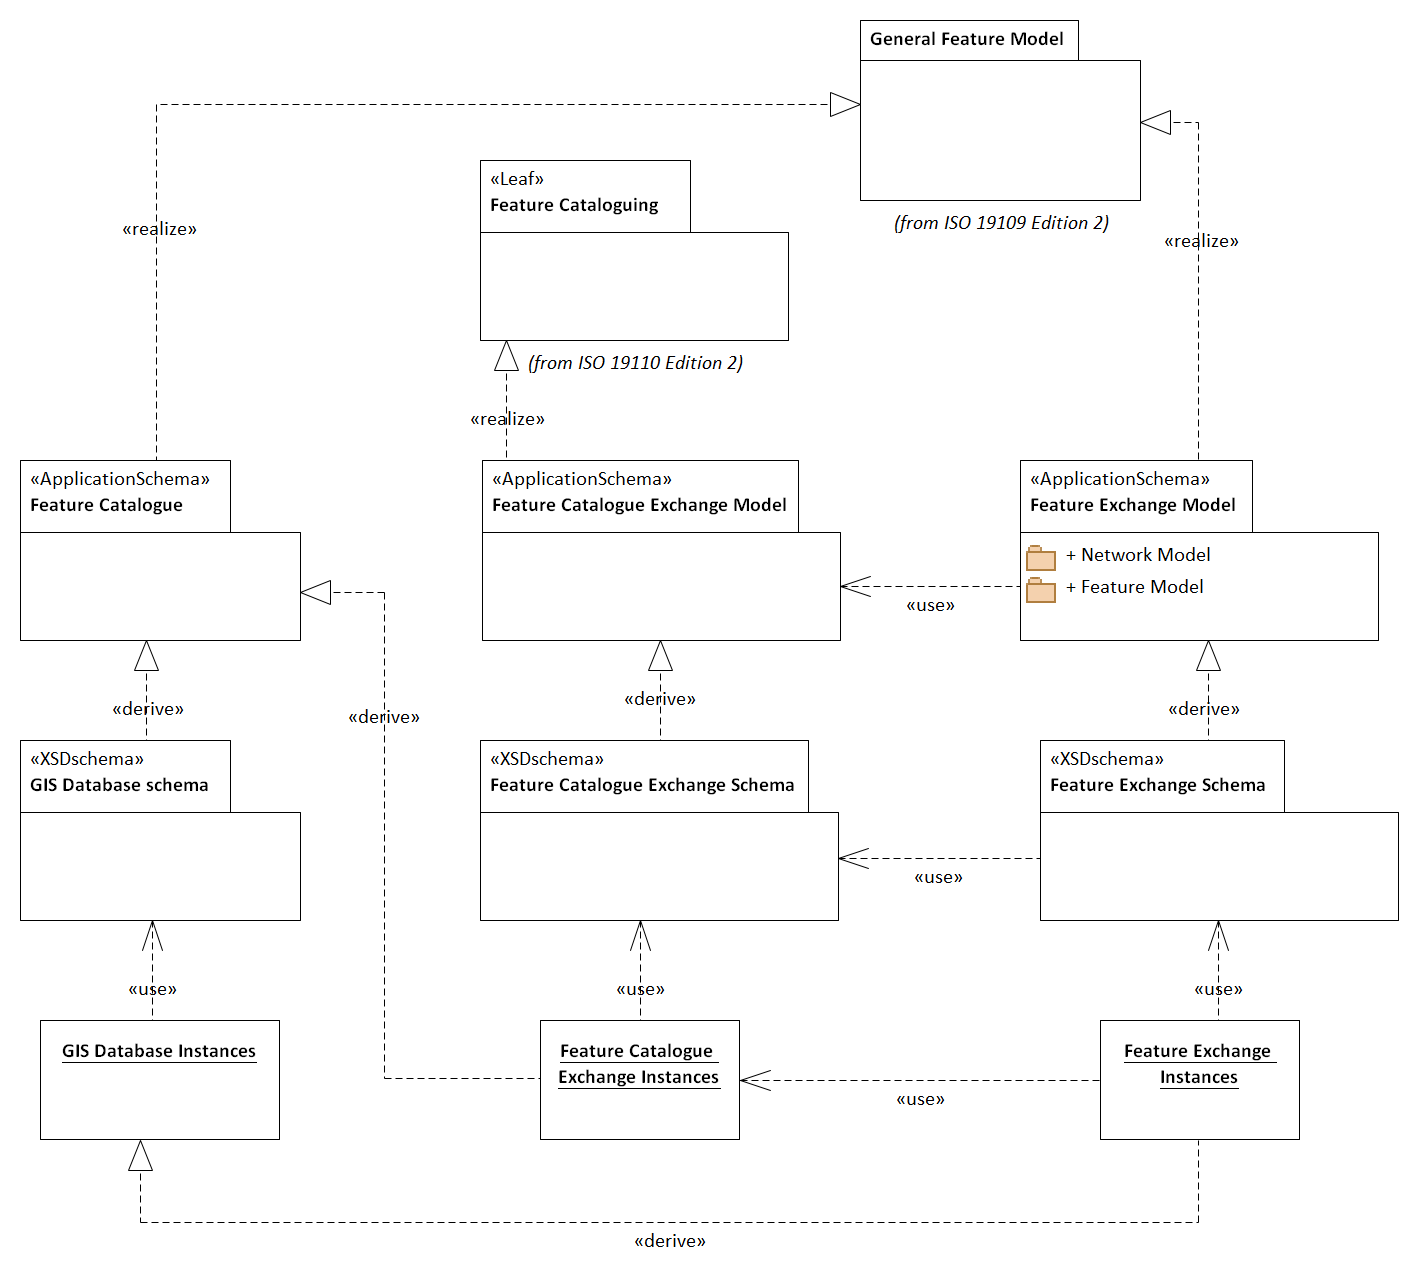 General Feature Model
(from ISO 19109 Edition 2)
«Leaf»
Feature Cataloguing
(from ISO 19110 Edition 2)
«realize»
«realize»
«realize»
«ApplicationSchema»
Feature Catalogue
«ApplicationSchema»
Feature Catalogue Exchange Model
«ApplicationSchema»
Feature Exchange Model
+ Network Model
+ Feature Model
«use»
«derive»
«derive»
«derive»
«derive»
«XSDschema»
GIS Database schema
«XSDschema»
Feature Catalogue Exchange Schema
«XSDschema»
Feature Exchange Schema
«use»
«use»
«use»
«use»
GIS Database Instances
Feature Catalogue
Exchange Instances
Feature Exchange
Instances
«use»
«derive»